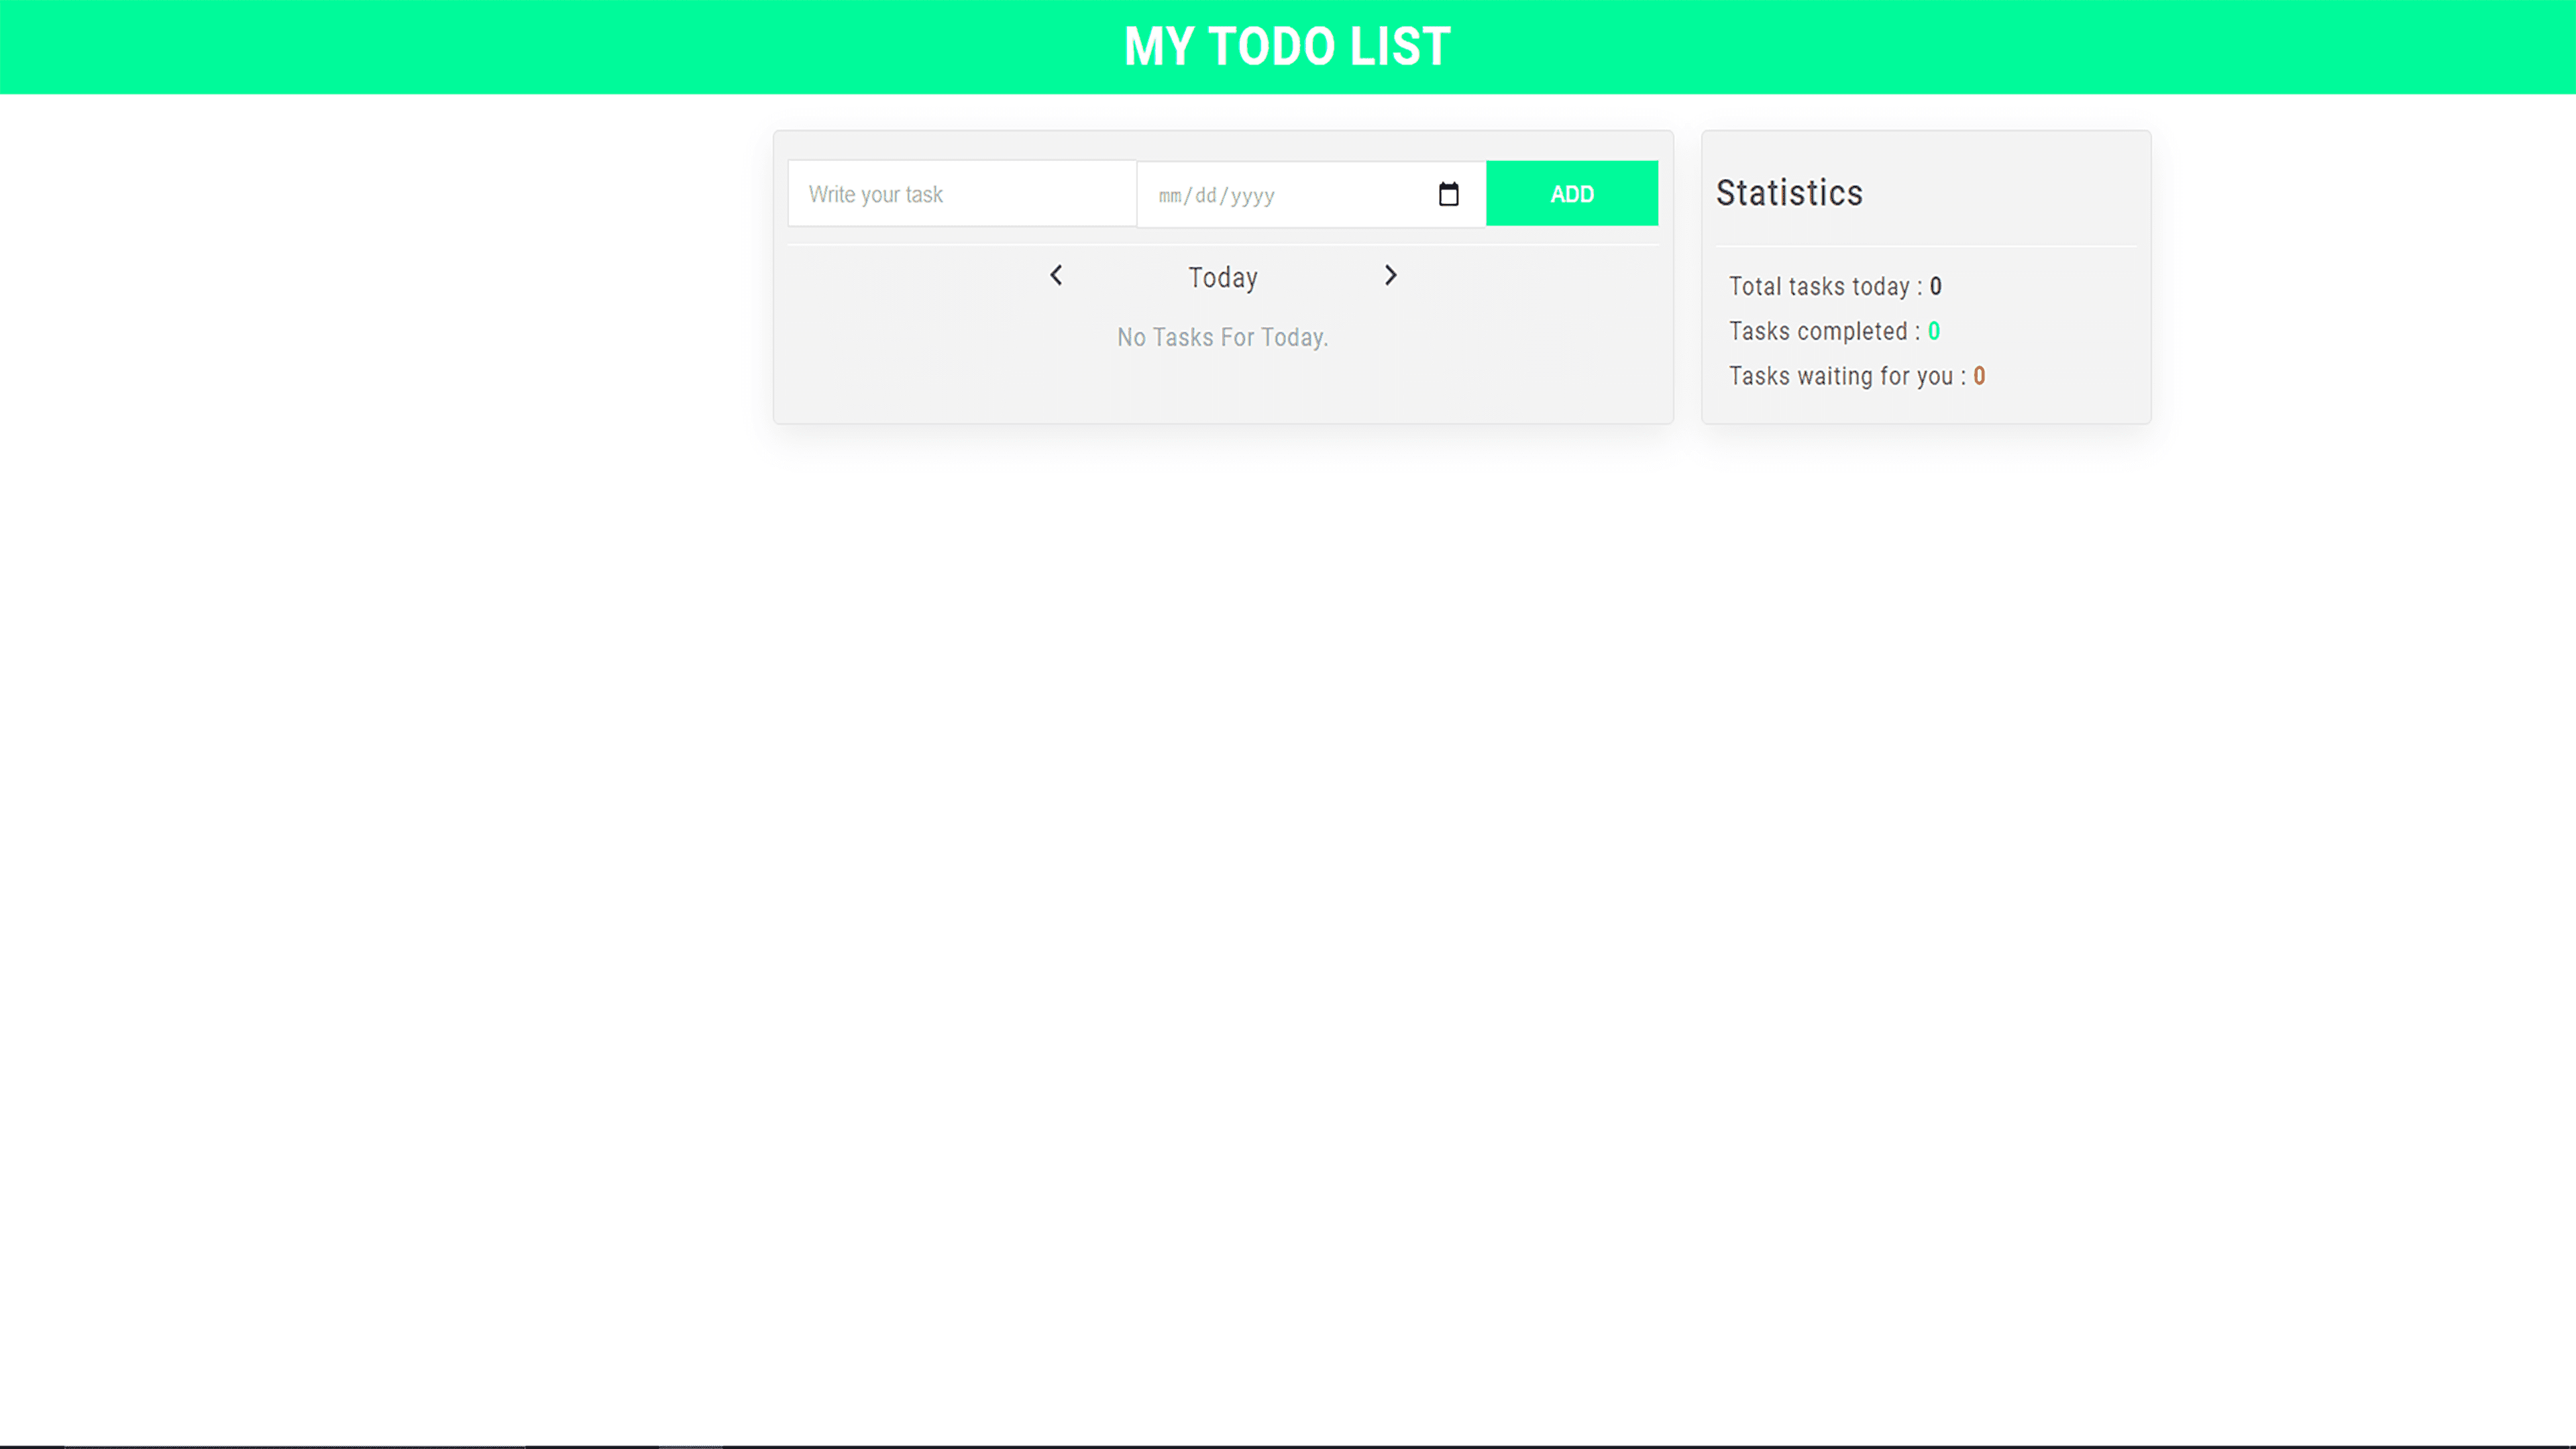 MY TODO LIST
Write your task
mm/dd/yyyy
ADD
Today
No Tasks For Today.
Statistics
Total tasks today : 0
Tasks completed : 0
Tasks waiting for you : 0